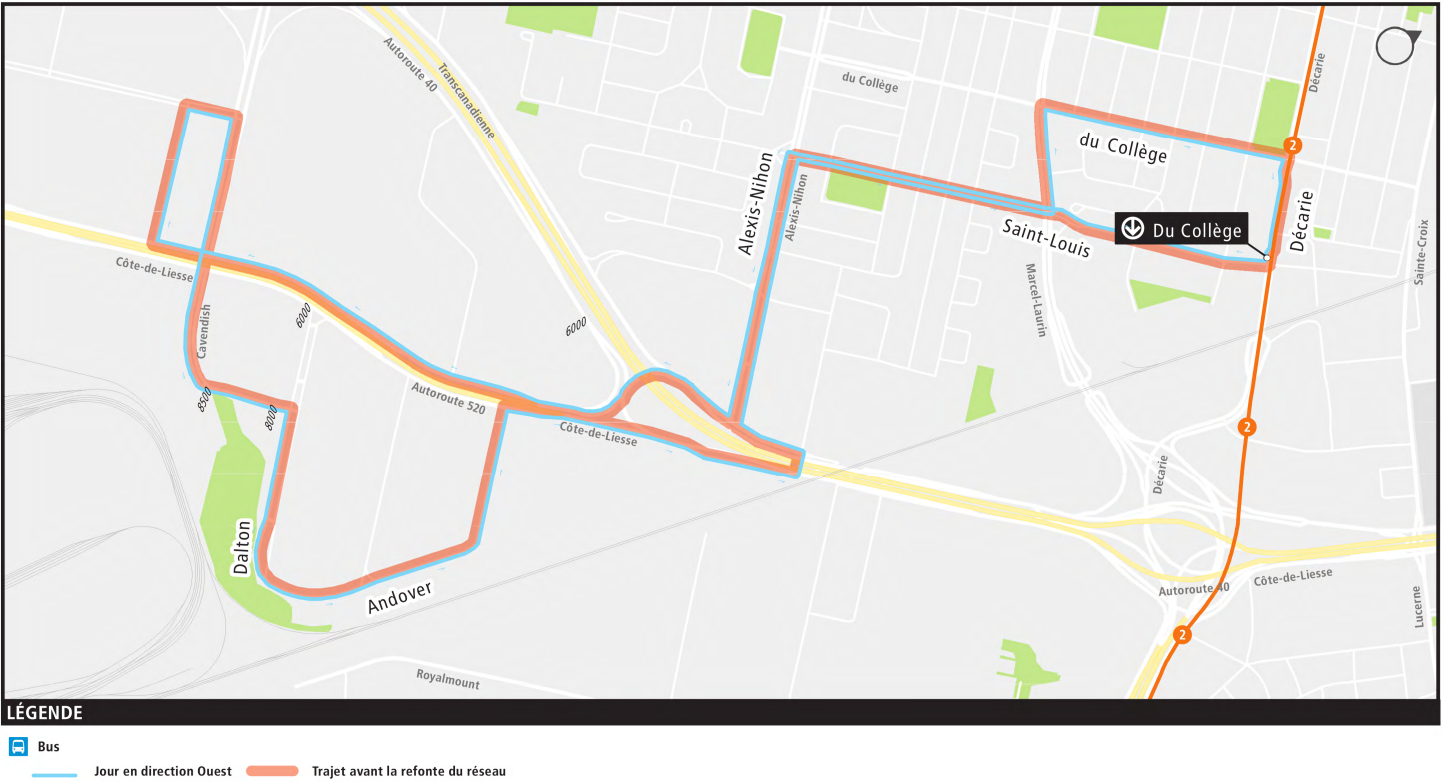 Autoroute 40
Transcanadienne
du Collège
Décarie
2
du Collège
Alexis-Nihon
Alexis-Nihon
Saint-Louis
Du Collège
Décarie
Sainte-Croix
Côte-de-Liesse
Cavendish
6000
6000
Marcel-Laurin
8500
8000
Autoroute 520
Côte-de-Liesse
2
Décarie
Dalton
Andover
Autoroute 40
Côte-de-Liesse
Lucerne
2
Royalmount
LÉGENDE
Bus
Jour en direction Ouest Trajet avant la refonte du réseau